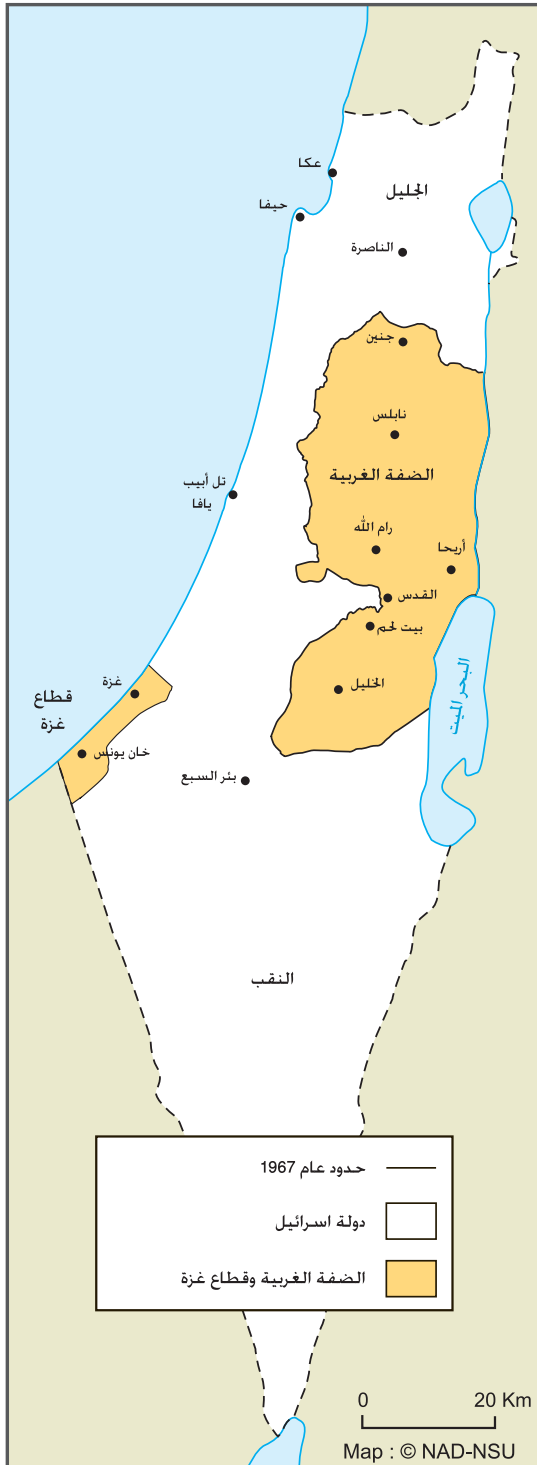 عكا
الجليل
حيفا
الناصرة
جنين
نابلس
الضفة الغربية
تل أبيب
يافا
رام الله
أريحا
القدس
بيت لحم
البحر الميت
الخليل
غزة
قطاع
غزة
خان يونس
بئر السبع
النقب
حدود عام 1967
دولة اسرائيل
الضفة الغربية وقطاع غزة
0 20 Km
Map : © NAD-NSU